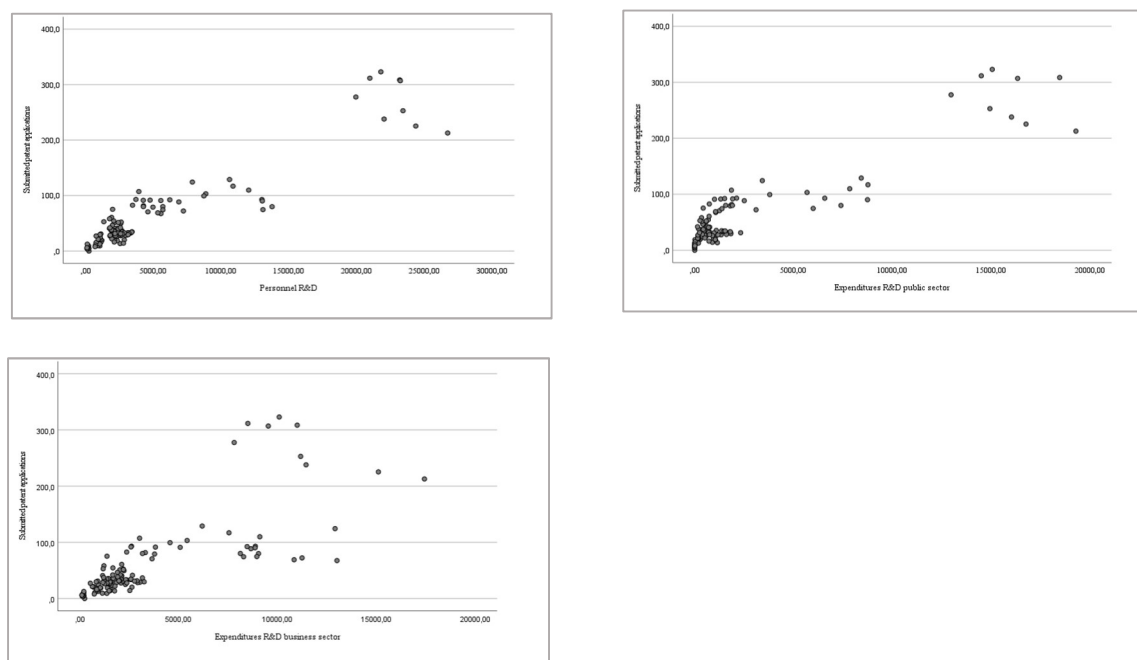 400,0
300,0
200,0
100,0
,0
Submitted patent applications
,00 5000,00 10000,00 15000,00 20000,00 25000,00 30000,00
Personnel R&D
400,0
300,0
200,0
100,0
,0
Submitted patent applications
,00 5000,00 10000,00 15000,00 20000,00
Expenditures R&D public sector
400,0
300,0
200,0
100,0
,0
Submitted patent applications
,00 5000,00 10000,00 15000,00 20000,00
Expenditures R&D business sector